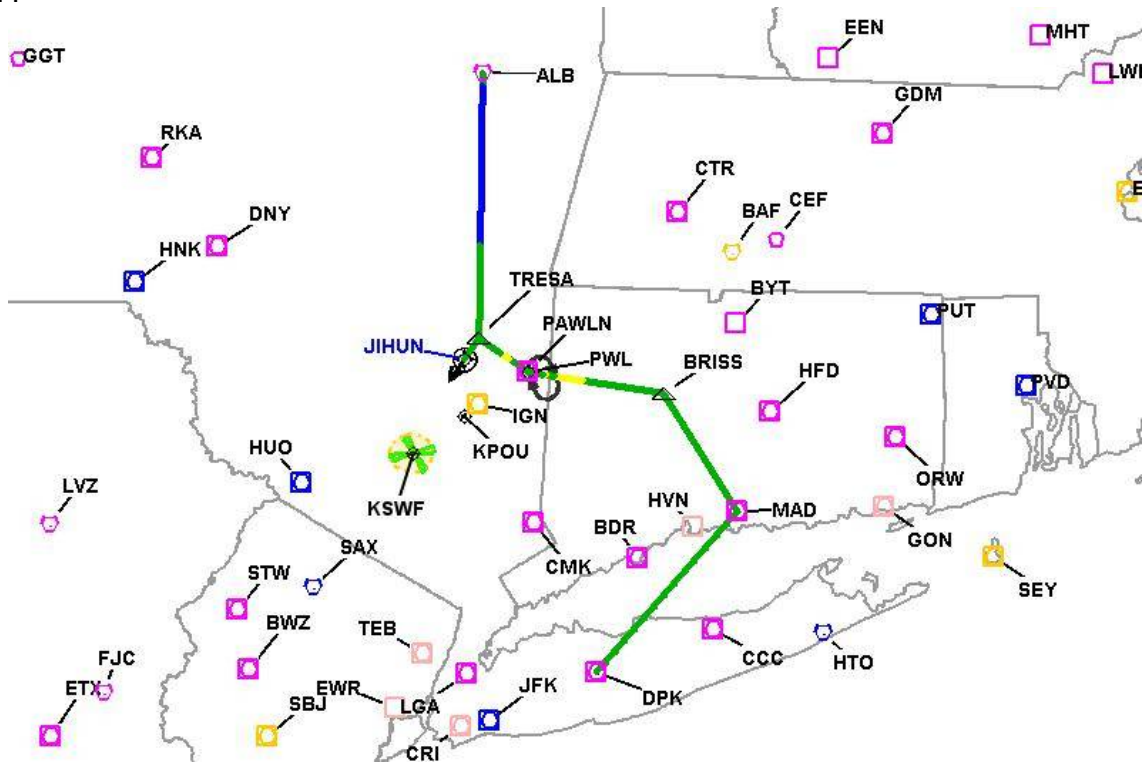 GGT
EEN
MHT
LWM
ALB
GDM
RKA
CTR
BAF
CEF
E
DNY
HNK
TRESA
BYT
PUT
PAWLN
JIHUN
PWL
BRISS
HFD
PVD
IGN
KPOU
HUO
KSWF
ORW
LVZ
HVN
MAD
BDR
GON
CMK
SAX
SEY
STW
TEB
BWZ
CCC
HTO
FJC
ETX
SBJ
EWR
LGA
JFK
DPK
CRI